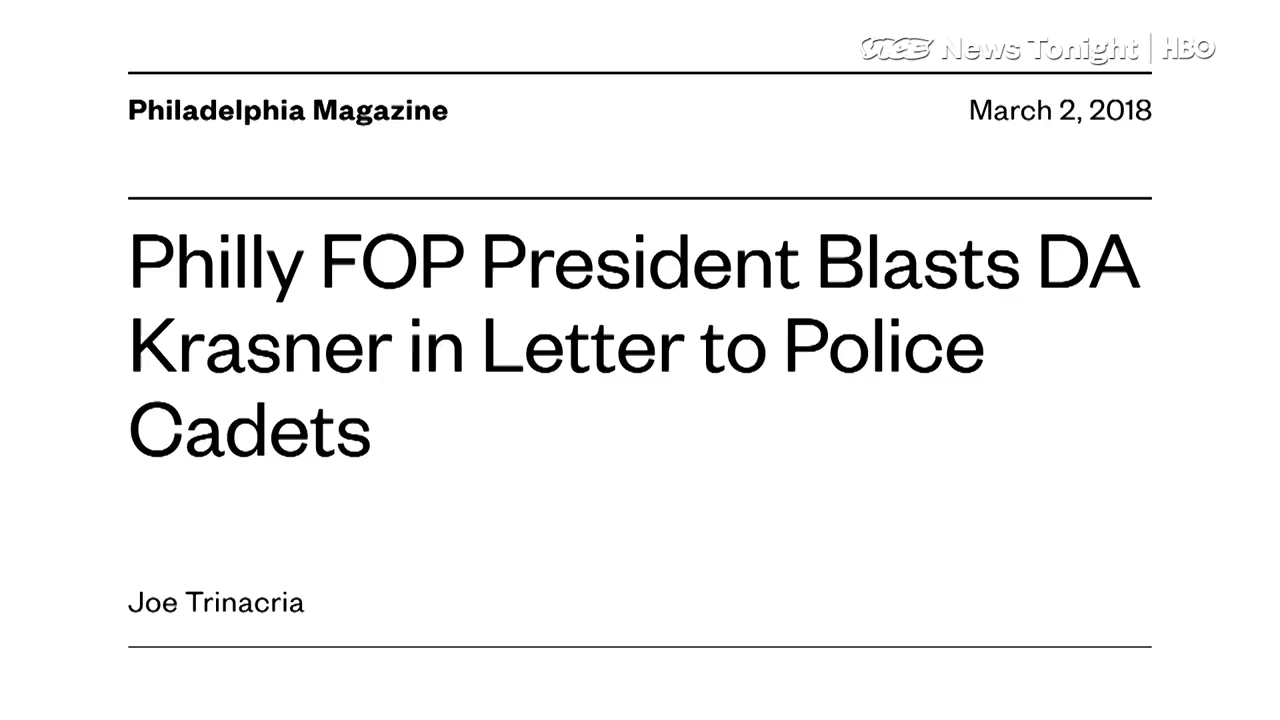 VICE News Tonight | HBO
Philadelphia Magazine
March 2, 2018
Philly FOP President Blasts DA
Krasner in Letter to Police
Cadets
Joe Trinacria